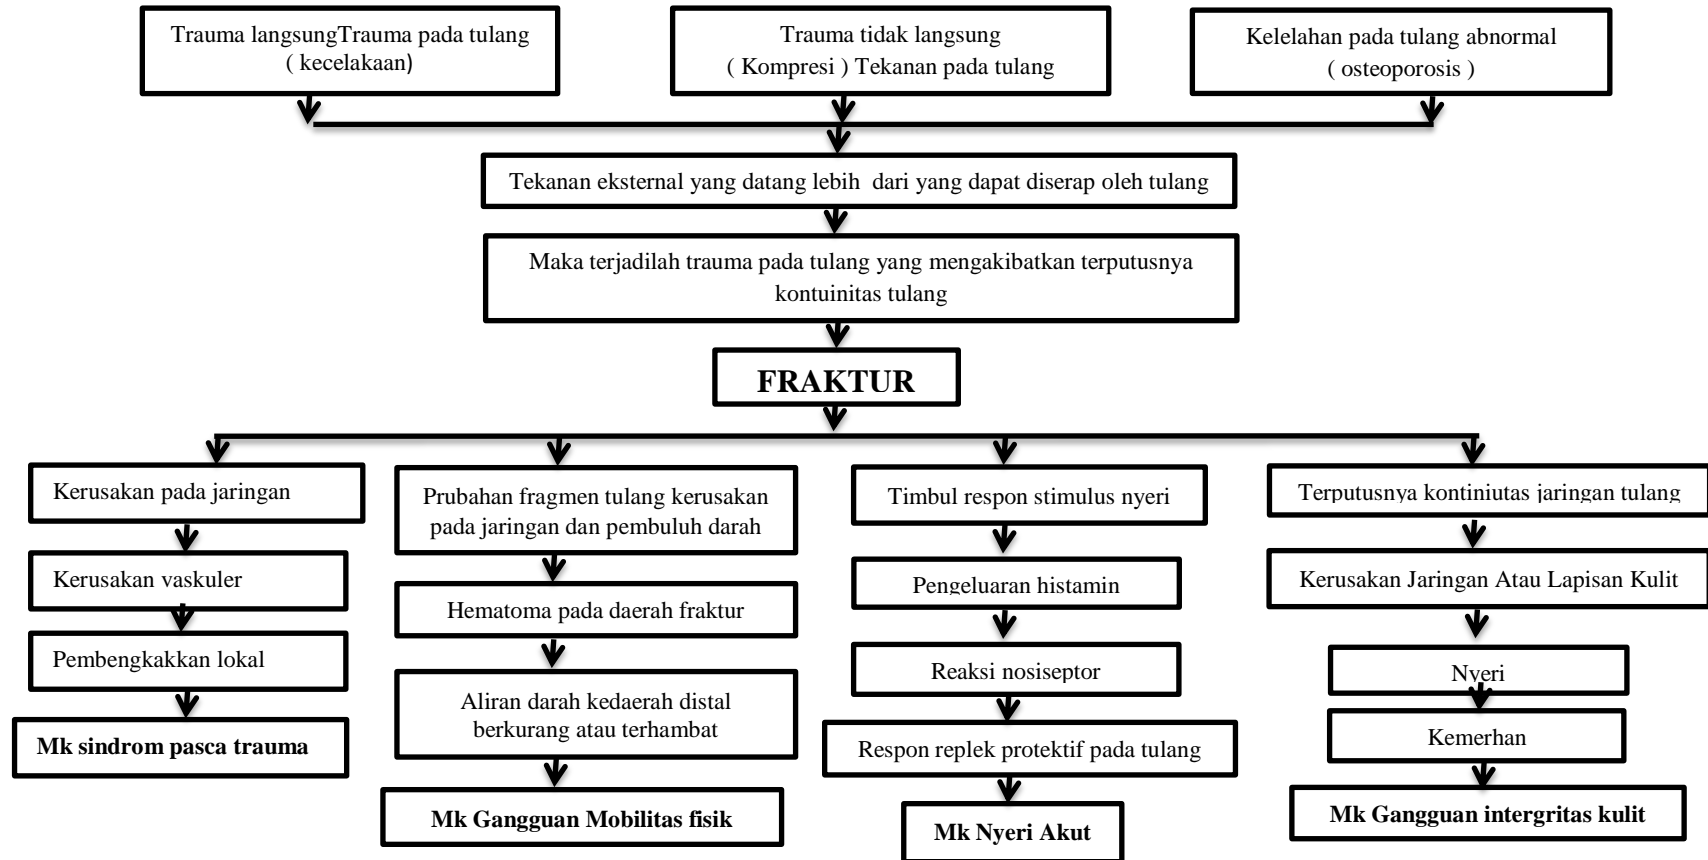 Trauma langsungTrauma pada tulang
( kecelakaan)
Trauma tidak langsung
( Kompresi ) Tekanan pada tulang
Kelelahan pada tulang abnormal
( osteoporosis )
Tekanan eksternal yang datang lebih dari yang dapat diserap oleh tulang
Maka terjadilah trauma pada tulang yang mengakibatkan terputusnya
kontuinitas tulang
FRAKTUR
Kerusakan pada jaringan
Kerusakan vaskuler
Pembengkakkan lokal
Mk sindrom pasca trauma
Prubahan fragmen tulang kerusakan
pada jaringan dan pembuluh darah
Hematoma pada daerah fraktur
Aliran darah kedaerah distal
berkurang atau terhambat
Mk Gangguan Mobilitas fisik
Timbul respon stimulus nyeri
Pengeluaran histamin
Reaksi nosiseptor
Respon replek protektif pada tulang
Mk Nyeri Akut
Terputusnya kontiniutas jaringan tulang
Kerusakan Jaringan Atau Lapisan Kulit
Nyeri
Kemerhan
Mk Gangguan intergritas kulit